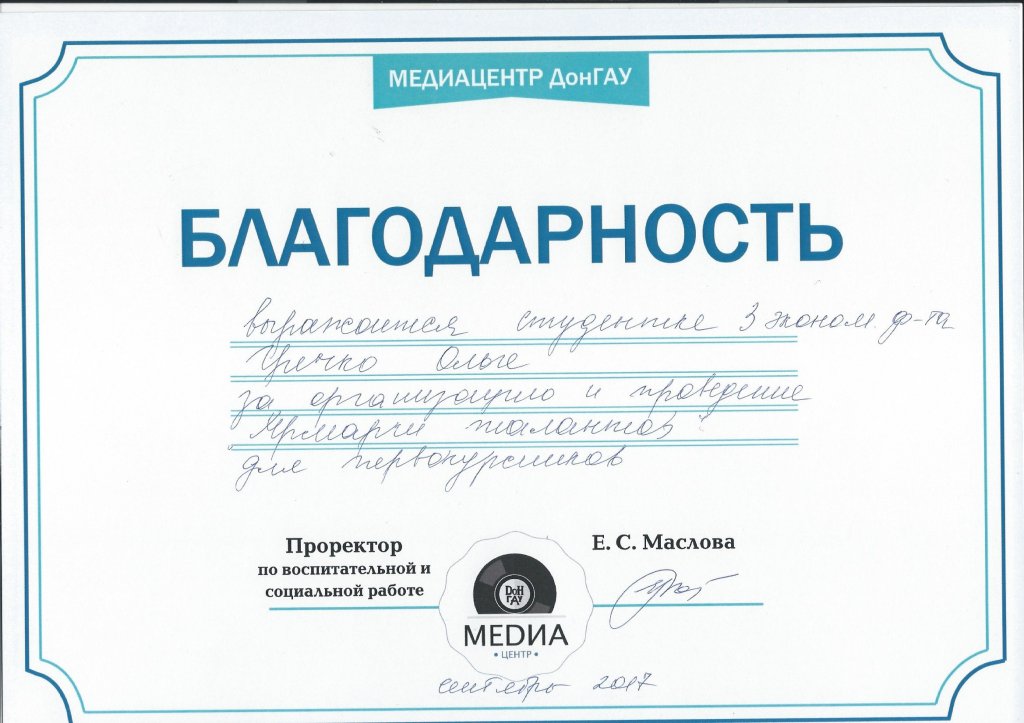 МЕДИАЦЕНТР ДонГАУ
БЛАГОДАРНОСТЬ
выражается студентке 3 эконом. ф-та
Гречко Ольге
за организацию и проведение
"Ярмарки талантов"
для первокурсников
Проректор
по воспитательной и
социальной работе
Е. С. Маслова
ДОН
ГАУ
МЕДИА
• ЦЕНТР •
сентябрь 2017